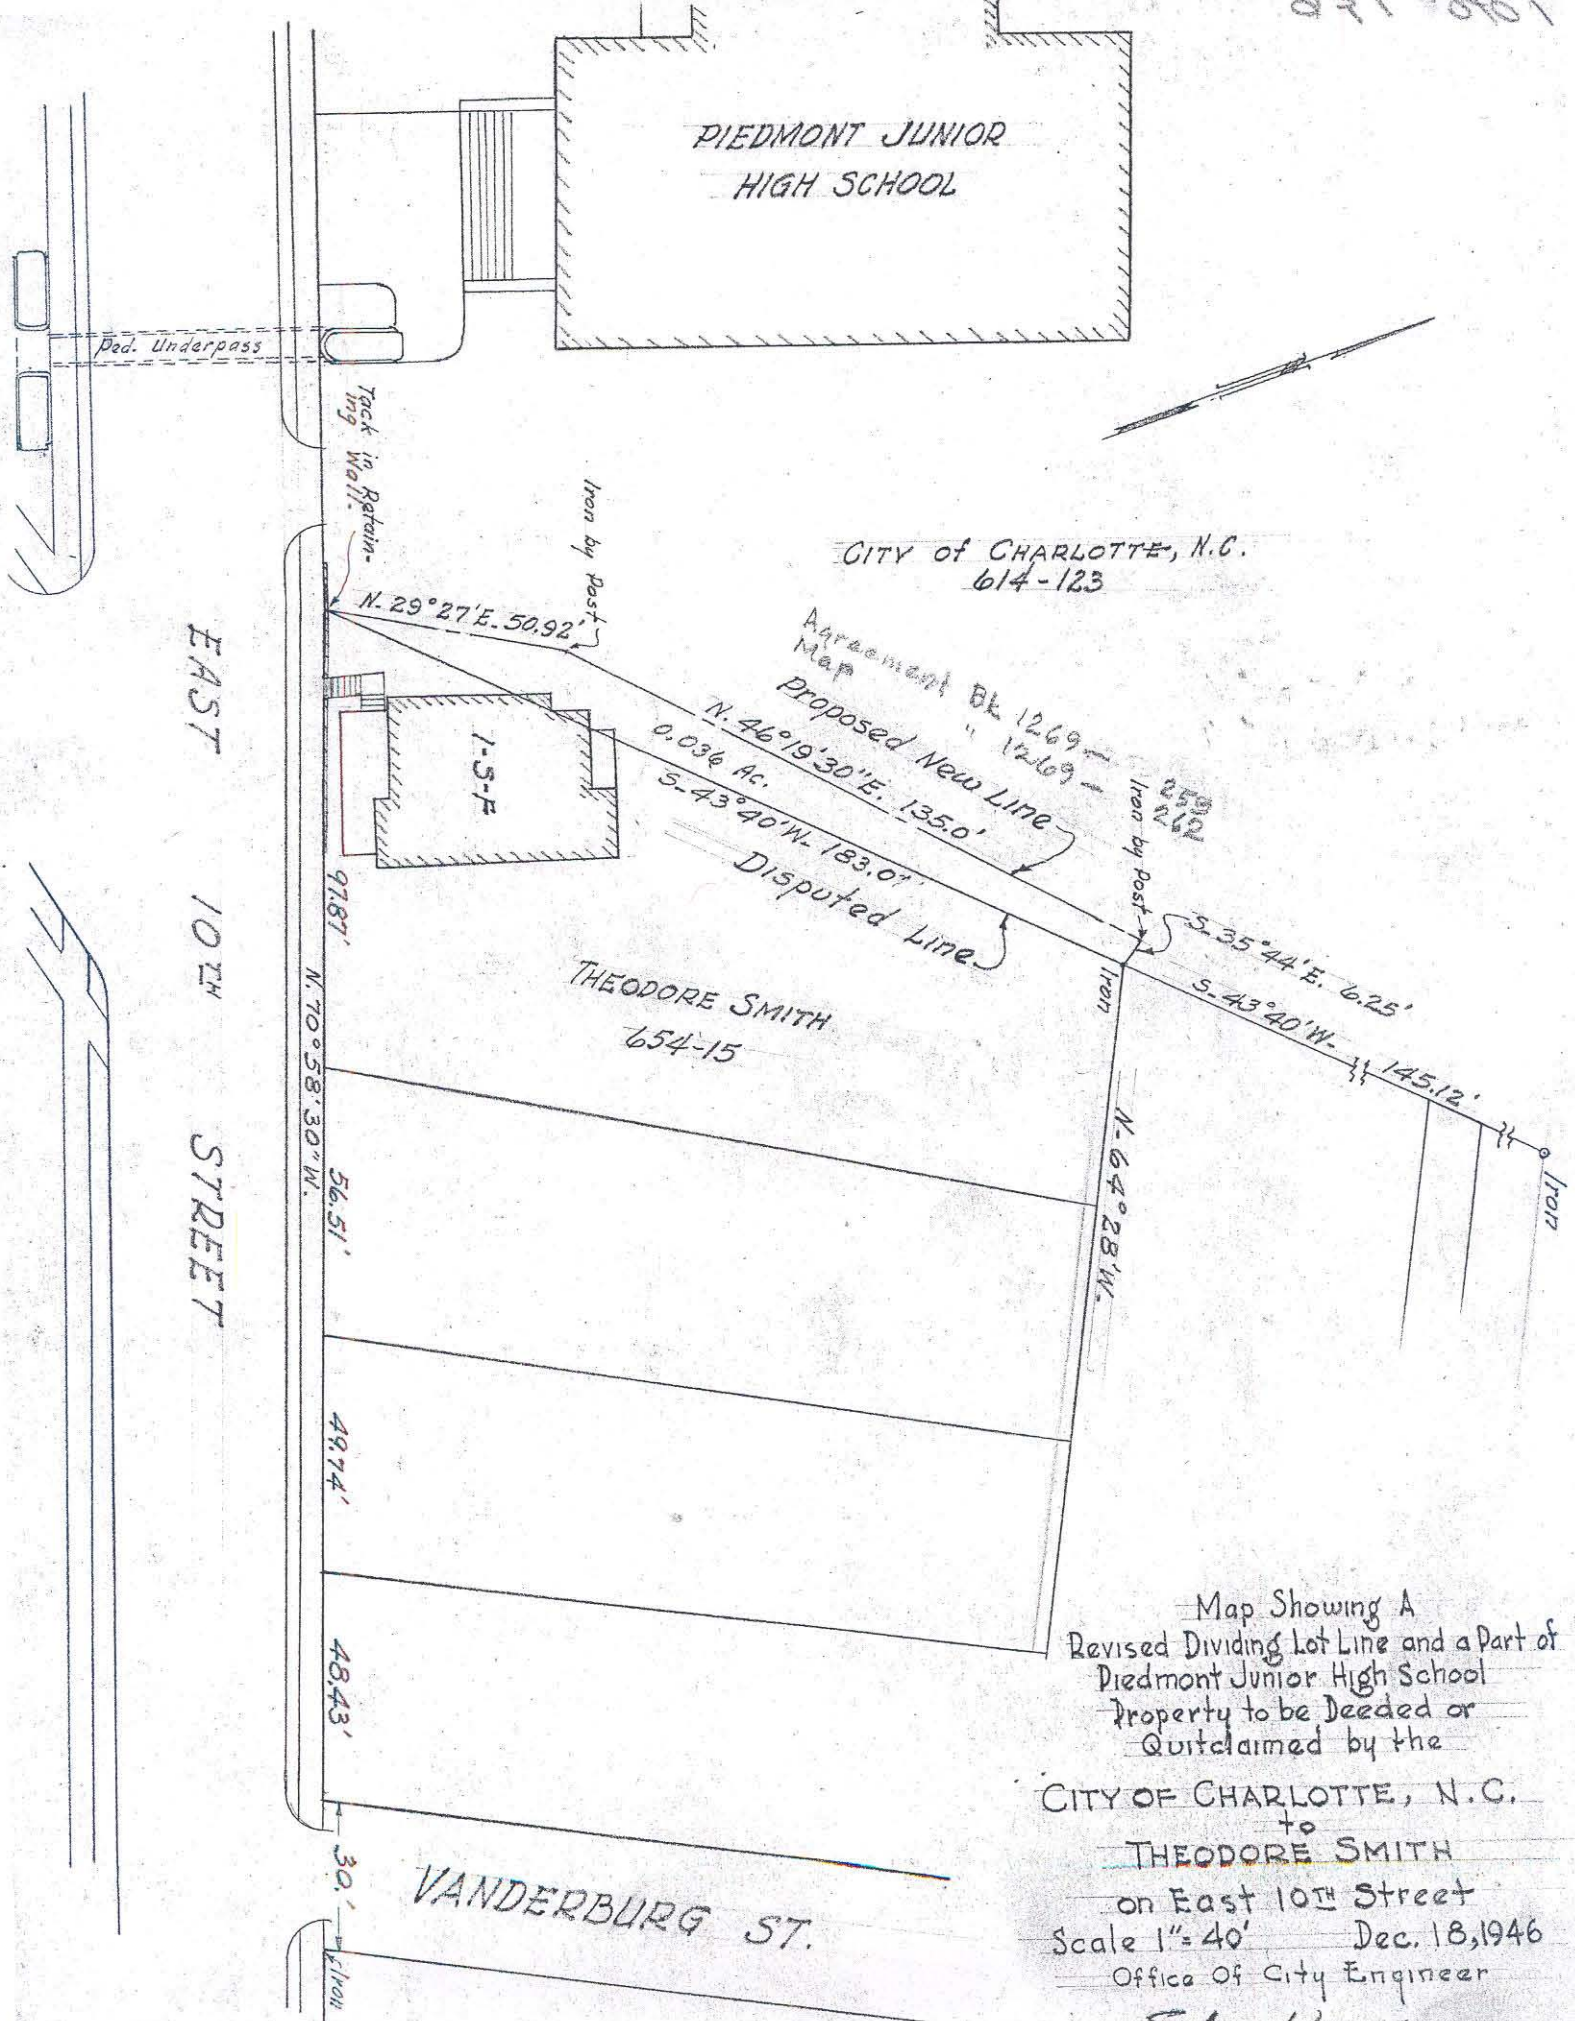 PIEDMONT JUNIOR
HIGH SCHOOL
Ped. Underpass
Tack in Retain-
ing Wall.
Iron by Post
CITY of CHARLOTTE, N.C.
614-123
N. 29°27'E. 50.92'
Agreement Bk 1269- 258
Map " 1269- 262
Proposed New Line
N. 46°19'30"E. 135.0'
0.036 Ac.
S-43°40'W- 183.07'
Disputed Line
Iron by Post
S-35°44'E. 6.25'
S-43°40'W- 145.12'
Iron
Iron
1-S-F
EAST 10TH STREET
97.87'
THEODORE SMITH
654-15
N. 70°58'30"W.
N-64°28'W.
56.51'
49.74'
48.43'
30.'
Iron
VANDERBURG ST.
Map Showing A
Revised Dividing Lot Line and a Part of
Piedmont Junior High School
Property to be Deeded or
Quitclaimed by the
CITY OF CHARLOTTE, N.C.
to
THEODORE SMITH
on East 10TH Street
Scale 1"=40' Dec. 18, 1946
Office Of City Engineer